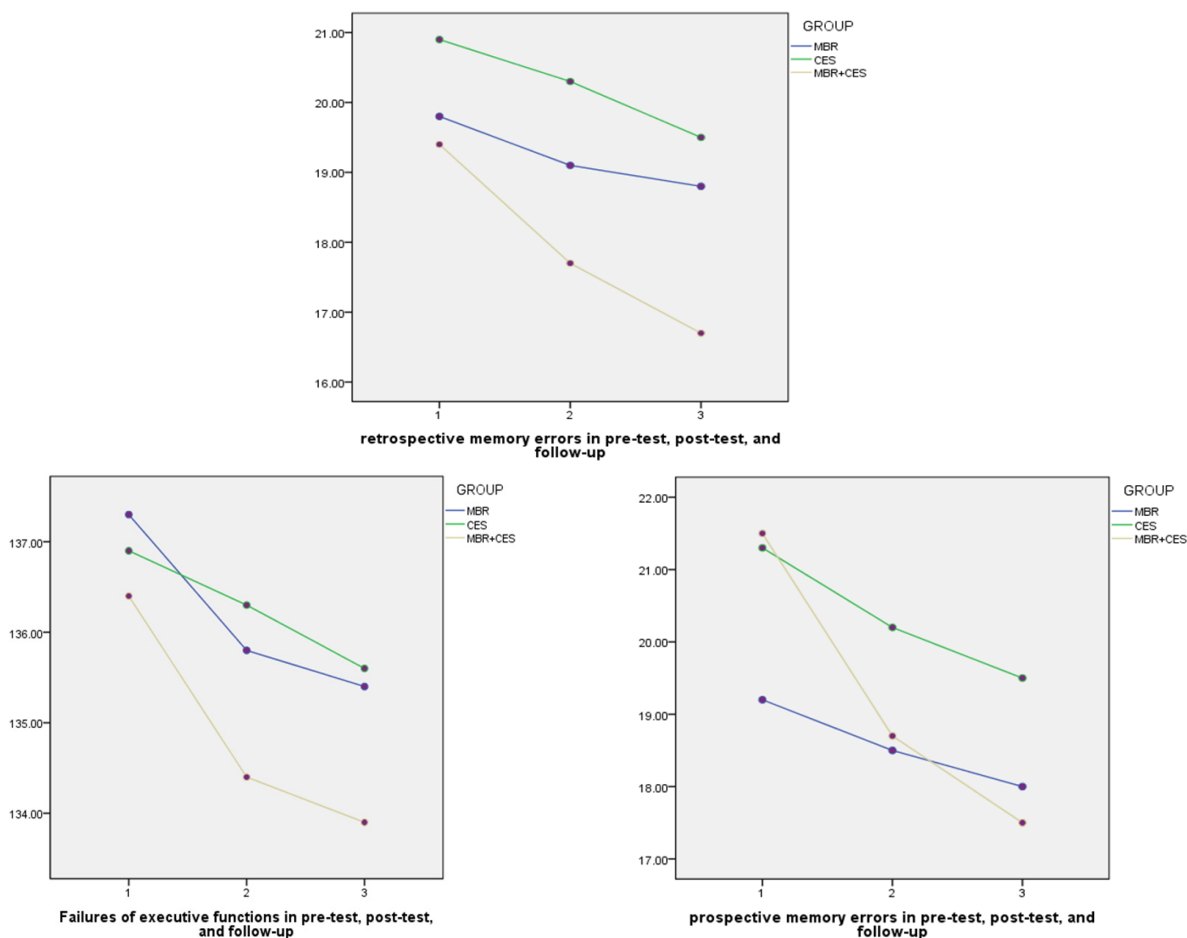 GROUP
MBR
CES
MBR+CES
21.00
20.00
19.00
18.00
17.00
16.00
1 2 3
retrospective memory errors in pre-test, post-test, and
follow-up
GROUP
MBR
CES
MBR+CES
137.00
136.00
135.00
134.00
1 2 3
Failures of executive functions in pre-test, post-test,
and follow-up
GROUP
MBR
CES
MBR+CES
22.00
21.00
20.00
19.00
18.00
17.00
1 2 3
prospective memory errors in pre-test, post-test, and
follow-up